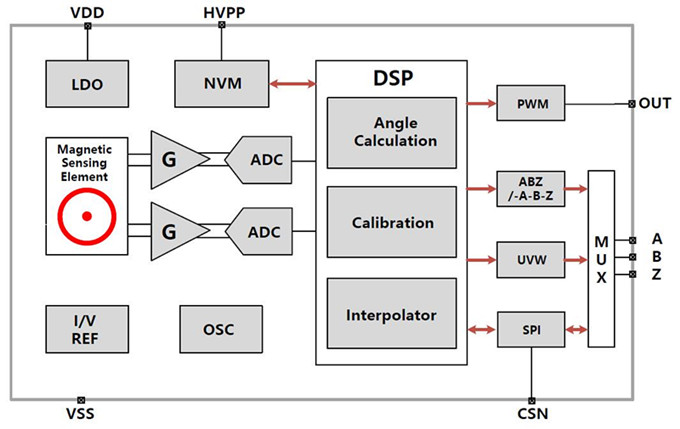 VDD
HVPP
LDO
NVM
DSP
Angle
Calculation
PWM
OUT
Magnetic
Sensing
Element
G
ADC
ABZ
/-A-B-Z
Calibration
G
ADC
UVW
M
U
X
A
B
Z
I/V
REF
OSC
Interpolator
SPI
VSS
CSN